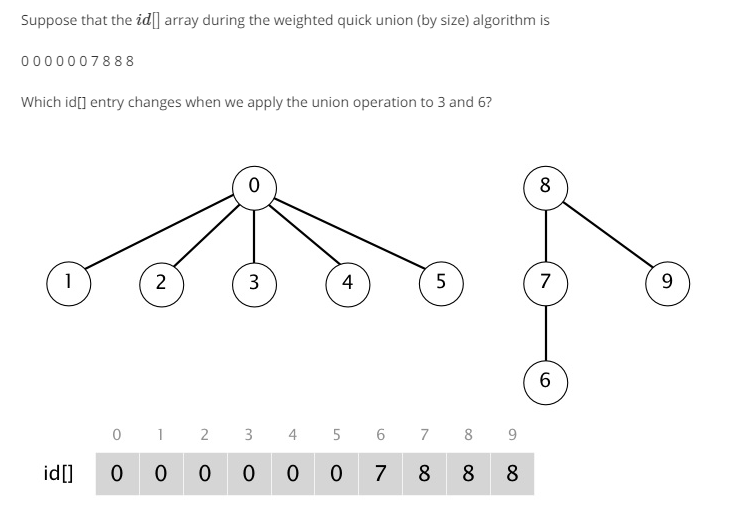 Suppose that the id[] array during the weighted quick union (by size) algorithm is
0 0 0 0 0 0 7 8 8 8
Which id[] entry changes when we apply the union operation to 3 and 6?
0 8
1 2 3 4 5 7 9
6
0 1 2 3 4 5 6 7 8 9
id[] 0 0 0 0 0 0 7 8 8 8